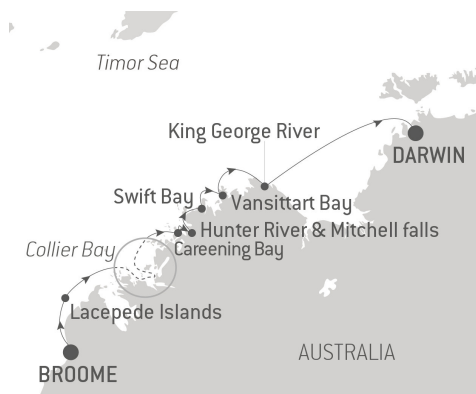 Timor Sea
King George River
DARWIN
Swift Bay
Vansittart Bay
Hunter River & Mitchell falls
Collier Bay
Careening Bay
Lacepede Islands
AUSTRALIA
BROOME